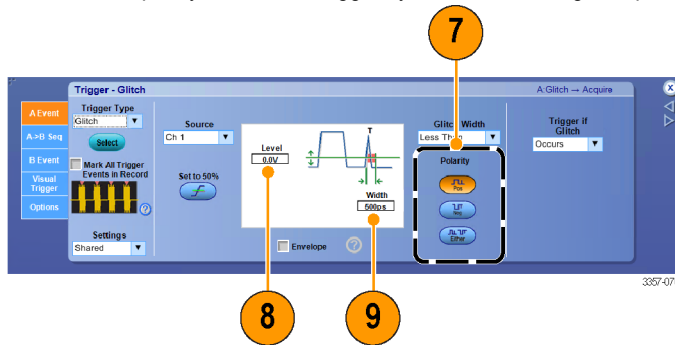 7
Trigger - Glitch
A:Glitch → Acquire
X
A Event
A->B Seq
B Event
Visual
Trigger
Options
Trigger Type
Glitch
Select
Mark All Trigger
Events in Record
?
Settings
Shared
Source
Ch 1
Set to 50%
Level
0.0V
T
Width
500ps
Envelope
?
Glitch Width
Less Than
Polarity
Pos
Neg
Either
Trigger if
Glitch
Occurs
3357-07
8
9